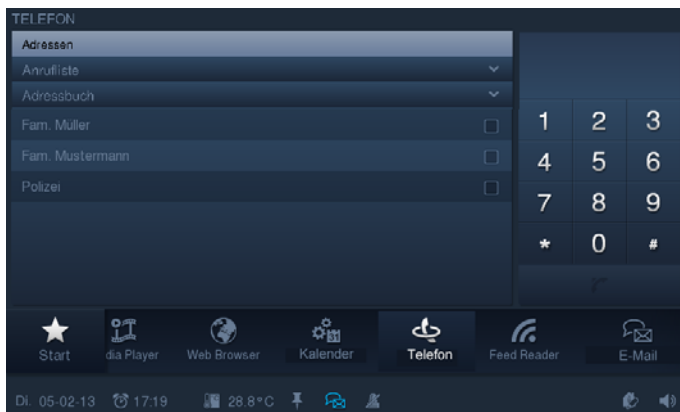 TELEFON
Adressen
Anrufliste
Adressbuch
Fam. Müller
Fam. Mustermann
Polizei
1 2 3
4 5 6
7 8 9
* 0 #
Start dia Player Web Browser Kalender Telefon Feed Reader E-Mail
Di. 05-02-13 17:19 28.8°C